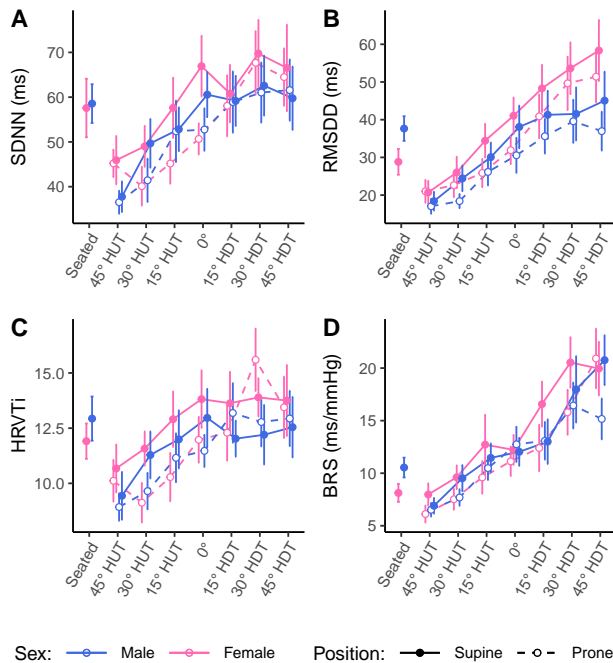 A
B
SDNN (ms)
70
60
50
40
RMSDD (ms)
60
50
40
30
20
Seated
45° HUT
30° HUT
15° HUT
0°
15° HDT
30° HDT
45° HDT
Seated
45° HUT
30° HUT
15° HUT
0°
15° HDT
30° HDT
45° HDT
C
D
HRVTi
15.0
12.5
10.0
BRS (ms/mmHg)
20
15
10
5
Seated
45° HUT
30° HUT
15° HUT
0°
15° HDT
30° HDT
45° HDT
Seated
45° HUT
30° HUT
15° HUT
0°
15° HDT
30° HDT
45° HDT
Sex: Male Female Position: Supine Prone